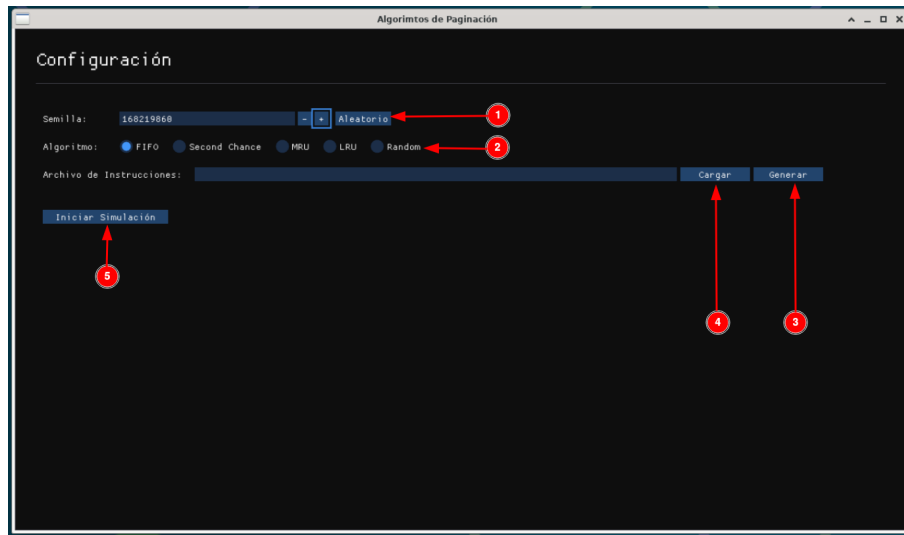 Algorimtos de Paginación
Configuración
Semilla: 168219860 - + Aleatorio 1
Algoritmo: FIFO Second Chance MRU LRU Random 2
Archivo de Instrucciones: Cargar Generar
Iniciar Simulación
5
4 3